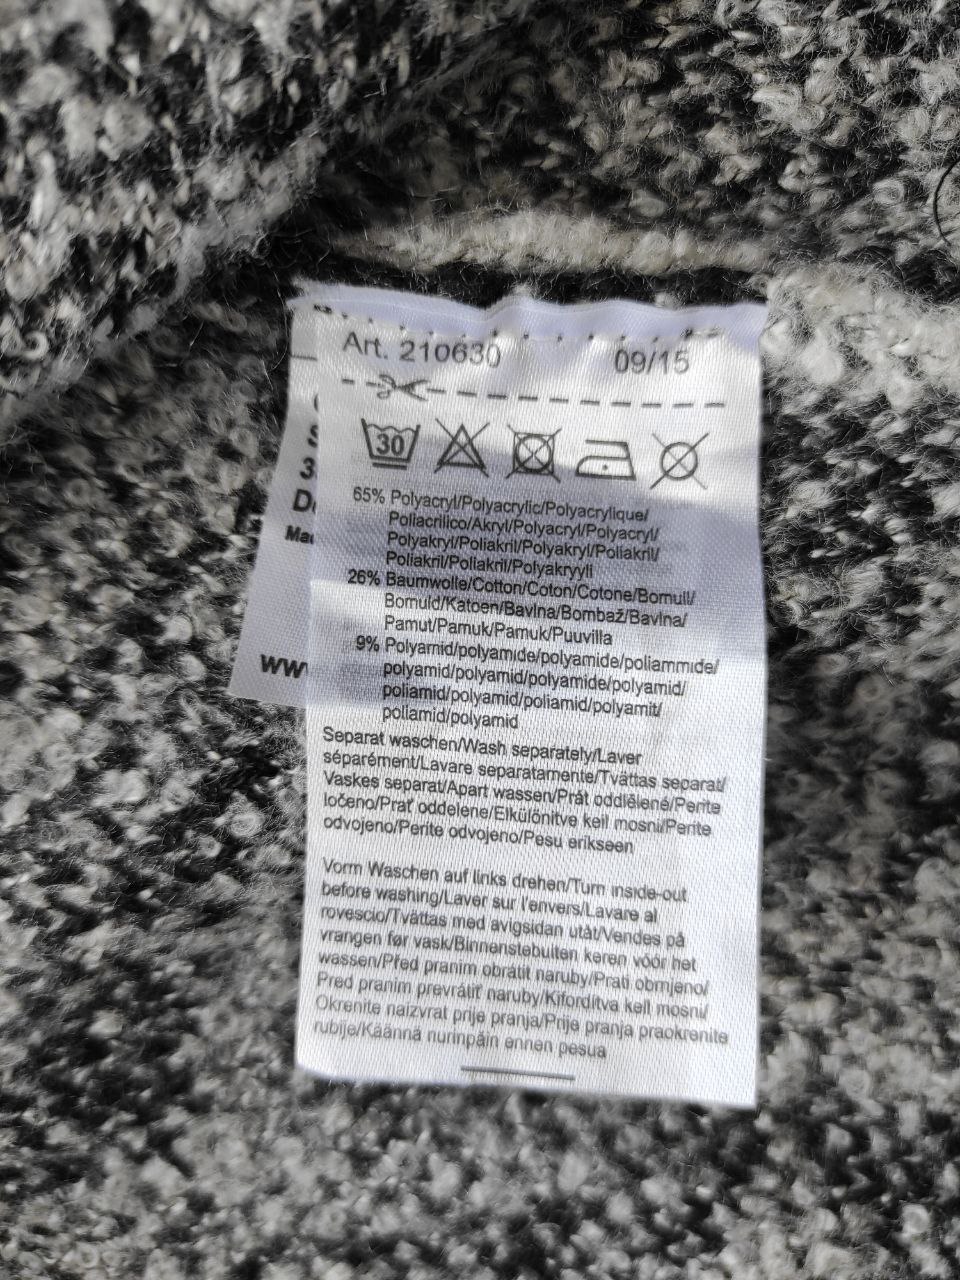 Art. 210630 09/15
30
65% Polyacryl/Polyacrylic/Polyacrylique/
Poliacrilico/Akryl/Polyacryl/Polyacryl/
Polyakryl/Poliakril/Polyakryl/Poliakril/
Poliakril/Poliakril/Polyakryyli
26% Baumwolle/Cotton/Coton/Cotone/Bomull/
Bomuld/Katoen/Bavlna/Bombaž/Bavlna/
Pamut/Pamuk/Pamuk/Puuvilla
9% Polyamid/polyamide/polyamide/poliammide/
polyamid/polyamid/polyamide/polyamid/
poliamid/polyamid/poliamid/polyamit/
poliamid/polyamid
Separat waschen/Wash separately/Laver
séparément/Lavare separatamente/Tvättas separat/
Vaskes separat/Apart wassen/Prát oddìlené/Perite
ločeno/Prať oddelene/Elkülönítve kell mosni/Perite
odvojeno/Perite odvojeno/Pesu erikseen
Vorm Waschen auf links drehen/Turn inside-out
before washing/Laver sur l'envers/Lavare al
rovescio/Tvättas med avigsidan utåt/Vendes på
vrangen før vask/Binnenstebuiten keren vóór het
wassen/Před praním obrátit naruby/Prati obrnjeno/
Pred praním prevrátiť naruby/Kifordítva kell mosni/
Okrenite naizvrat prije pranja/Prije pranja praokrenite
rubije/Käännä nurinpäin ennen pesua
S
3
D
Ma
ww